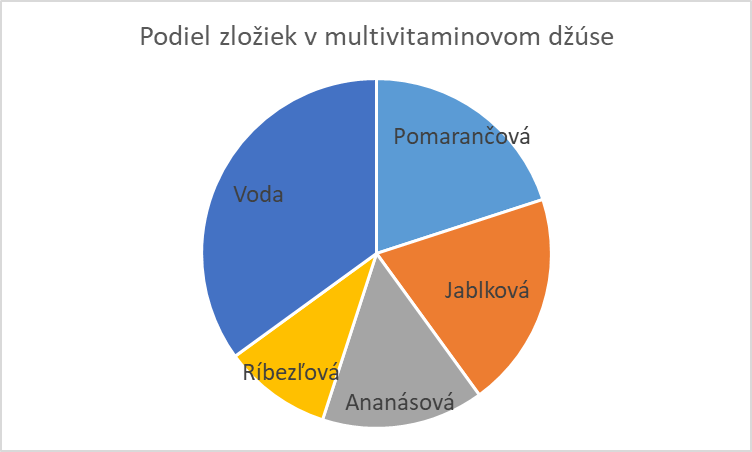 Podiel zložiek v multivitaminovom džúse
Pomarančová
Voda
Jablková
Ríbezľová
Ananásová